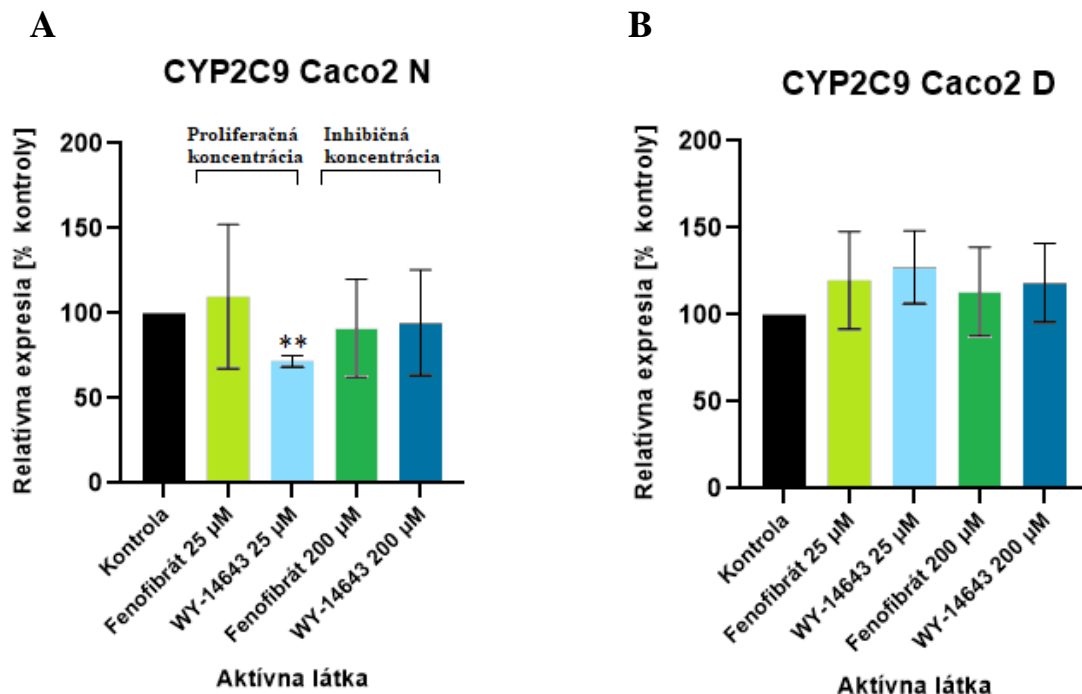 A
CYP2C9 Caco2 N
Relatívna expresia [% kontroly]
200
150
100
50
0
Proliferačná
koncentrácia
Inhibičná
koncentrácia
**
Kontrola
Fenofibrát 25 µM
WY-14643 25 µM
Fenofibrát 200 µM
WY-14643 200 µM
Aktívna látka
B
CYP2C9 Caco2 D
Relatívna expresia [% kontroly]
200
150
100
50
0
Kontrola
Fenofibrát 25 µM
WY-14643 25 µM
Fenofibrát 200 µM
WY-14643 200 µM
Aktívna látka